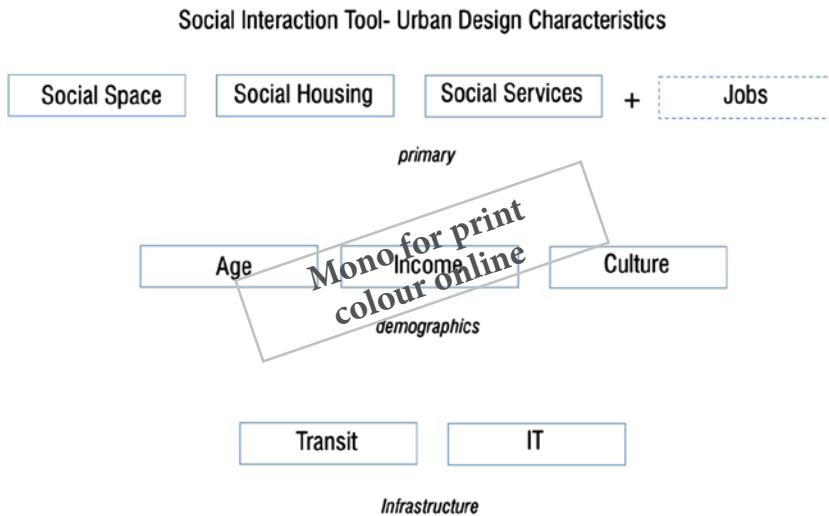 Social Interaction Tool- Urban Design Characteristics
Social Space Social Housing Social Services + Jobs
primary
Age Income Culture
Mono for print
colour online
demographics
Transit IT
Infrastructure